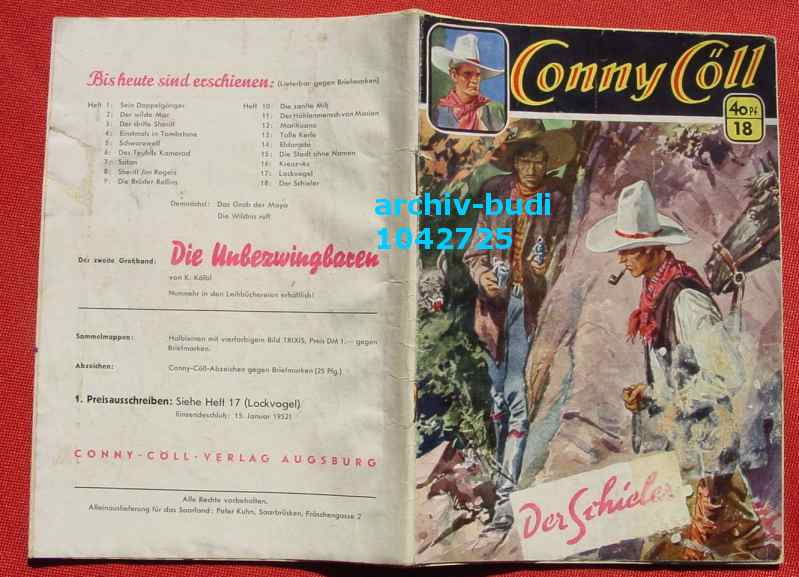 Bis heute sind erschienen: (Lieferbar gegen Briefmarken)
Heft 1: Sein Doppelgänger
2: Der wilde Mac
3: Der dritte Sheriff
4: Einstmals in Tombstone
5: Schwarzwolf
6: Des Teufels Kamerad
7: Satan
8: Sheriff Jim Rogers
9: Die Brüder Rellins
Heft 10: Die sanfte Milj
11: Der Höhlenmensch von Marian
12: Marihuana
13: Tolle Kerle
14: Eldorado
15: Die Stadt ohne Namen
16: Kreuz-As
17: Lockvogel
18: Der Schieler
Demnächst: Das Grab der Maya
Die Wildnis ruft
Der zweite Großband: Die Unbezwingbaren
von K. Kölbl
Nunmehr in den Leihbüchereien erhältlich!
Sammelmappen: Halbleinen mit vierfarbigem Bild TRIXIS, Preis DM 1.— gegen
Briefmarken.
Abzeichen: Conny-Cöll-Abzeichen gegen Briefmarken (25 Pfg.)
1. Preisausschreiben: Siehe Heft 17 (Lockvogel)
Einsendeschluß: 15. Januar 1952!
CONNY-CÖLL-VERLAG AUGSBURG
Alle Rechte vorbehalten.
Alleinauslieferung für das Saarland: Peter Kuhn, Saarbrücken, Fröschengasse 2
Conny Cöll
40 Pf
18
archiv-budi
1042725
Der Schieler